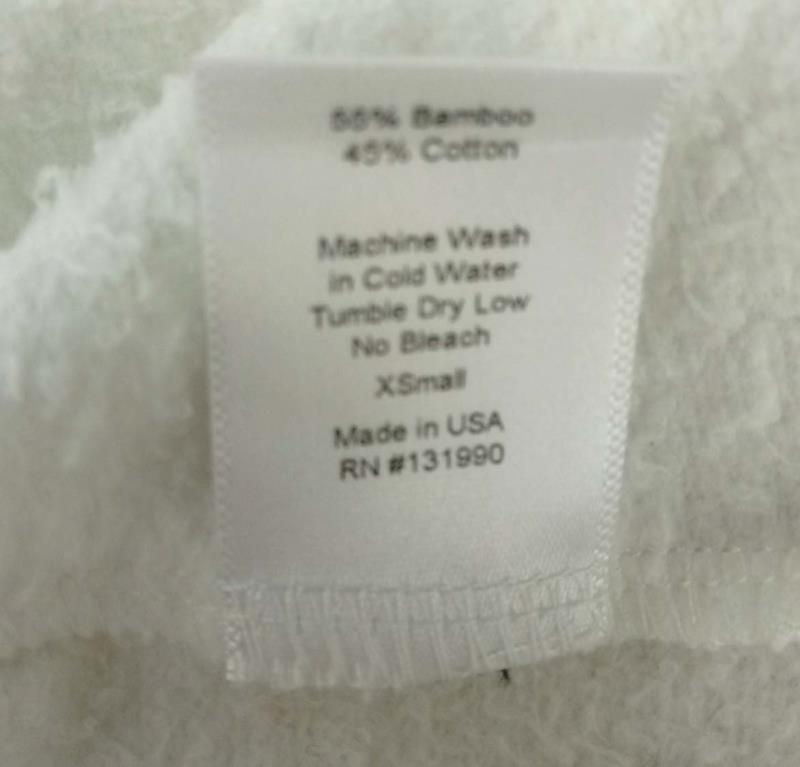 55% Bamboo
45% Cotton
Machine Wash
in Cold Water
Tumble Dry Low
No Bleach
XSmall
Made in USA
RN #131990